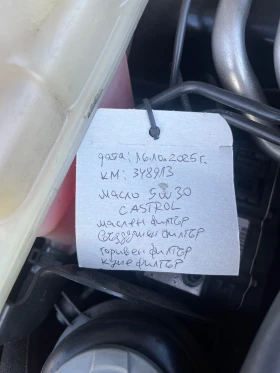 дата: 16.10.2025г.
КМ: 348913
масло 5w30
CASTROL
маслен филтър
въздушен филтър
горивен филтър
купе филтър